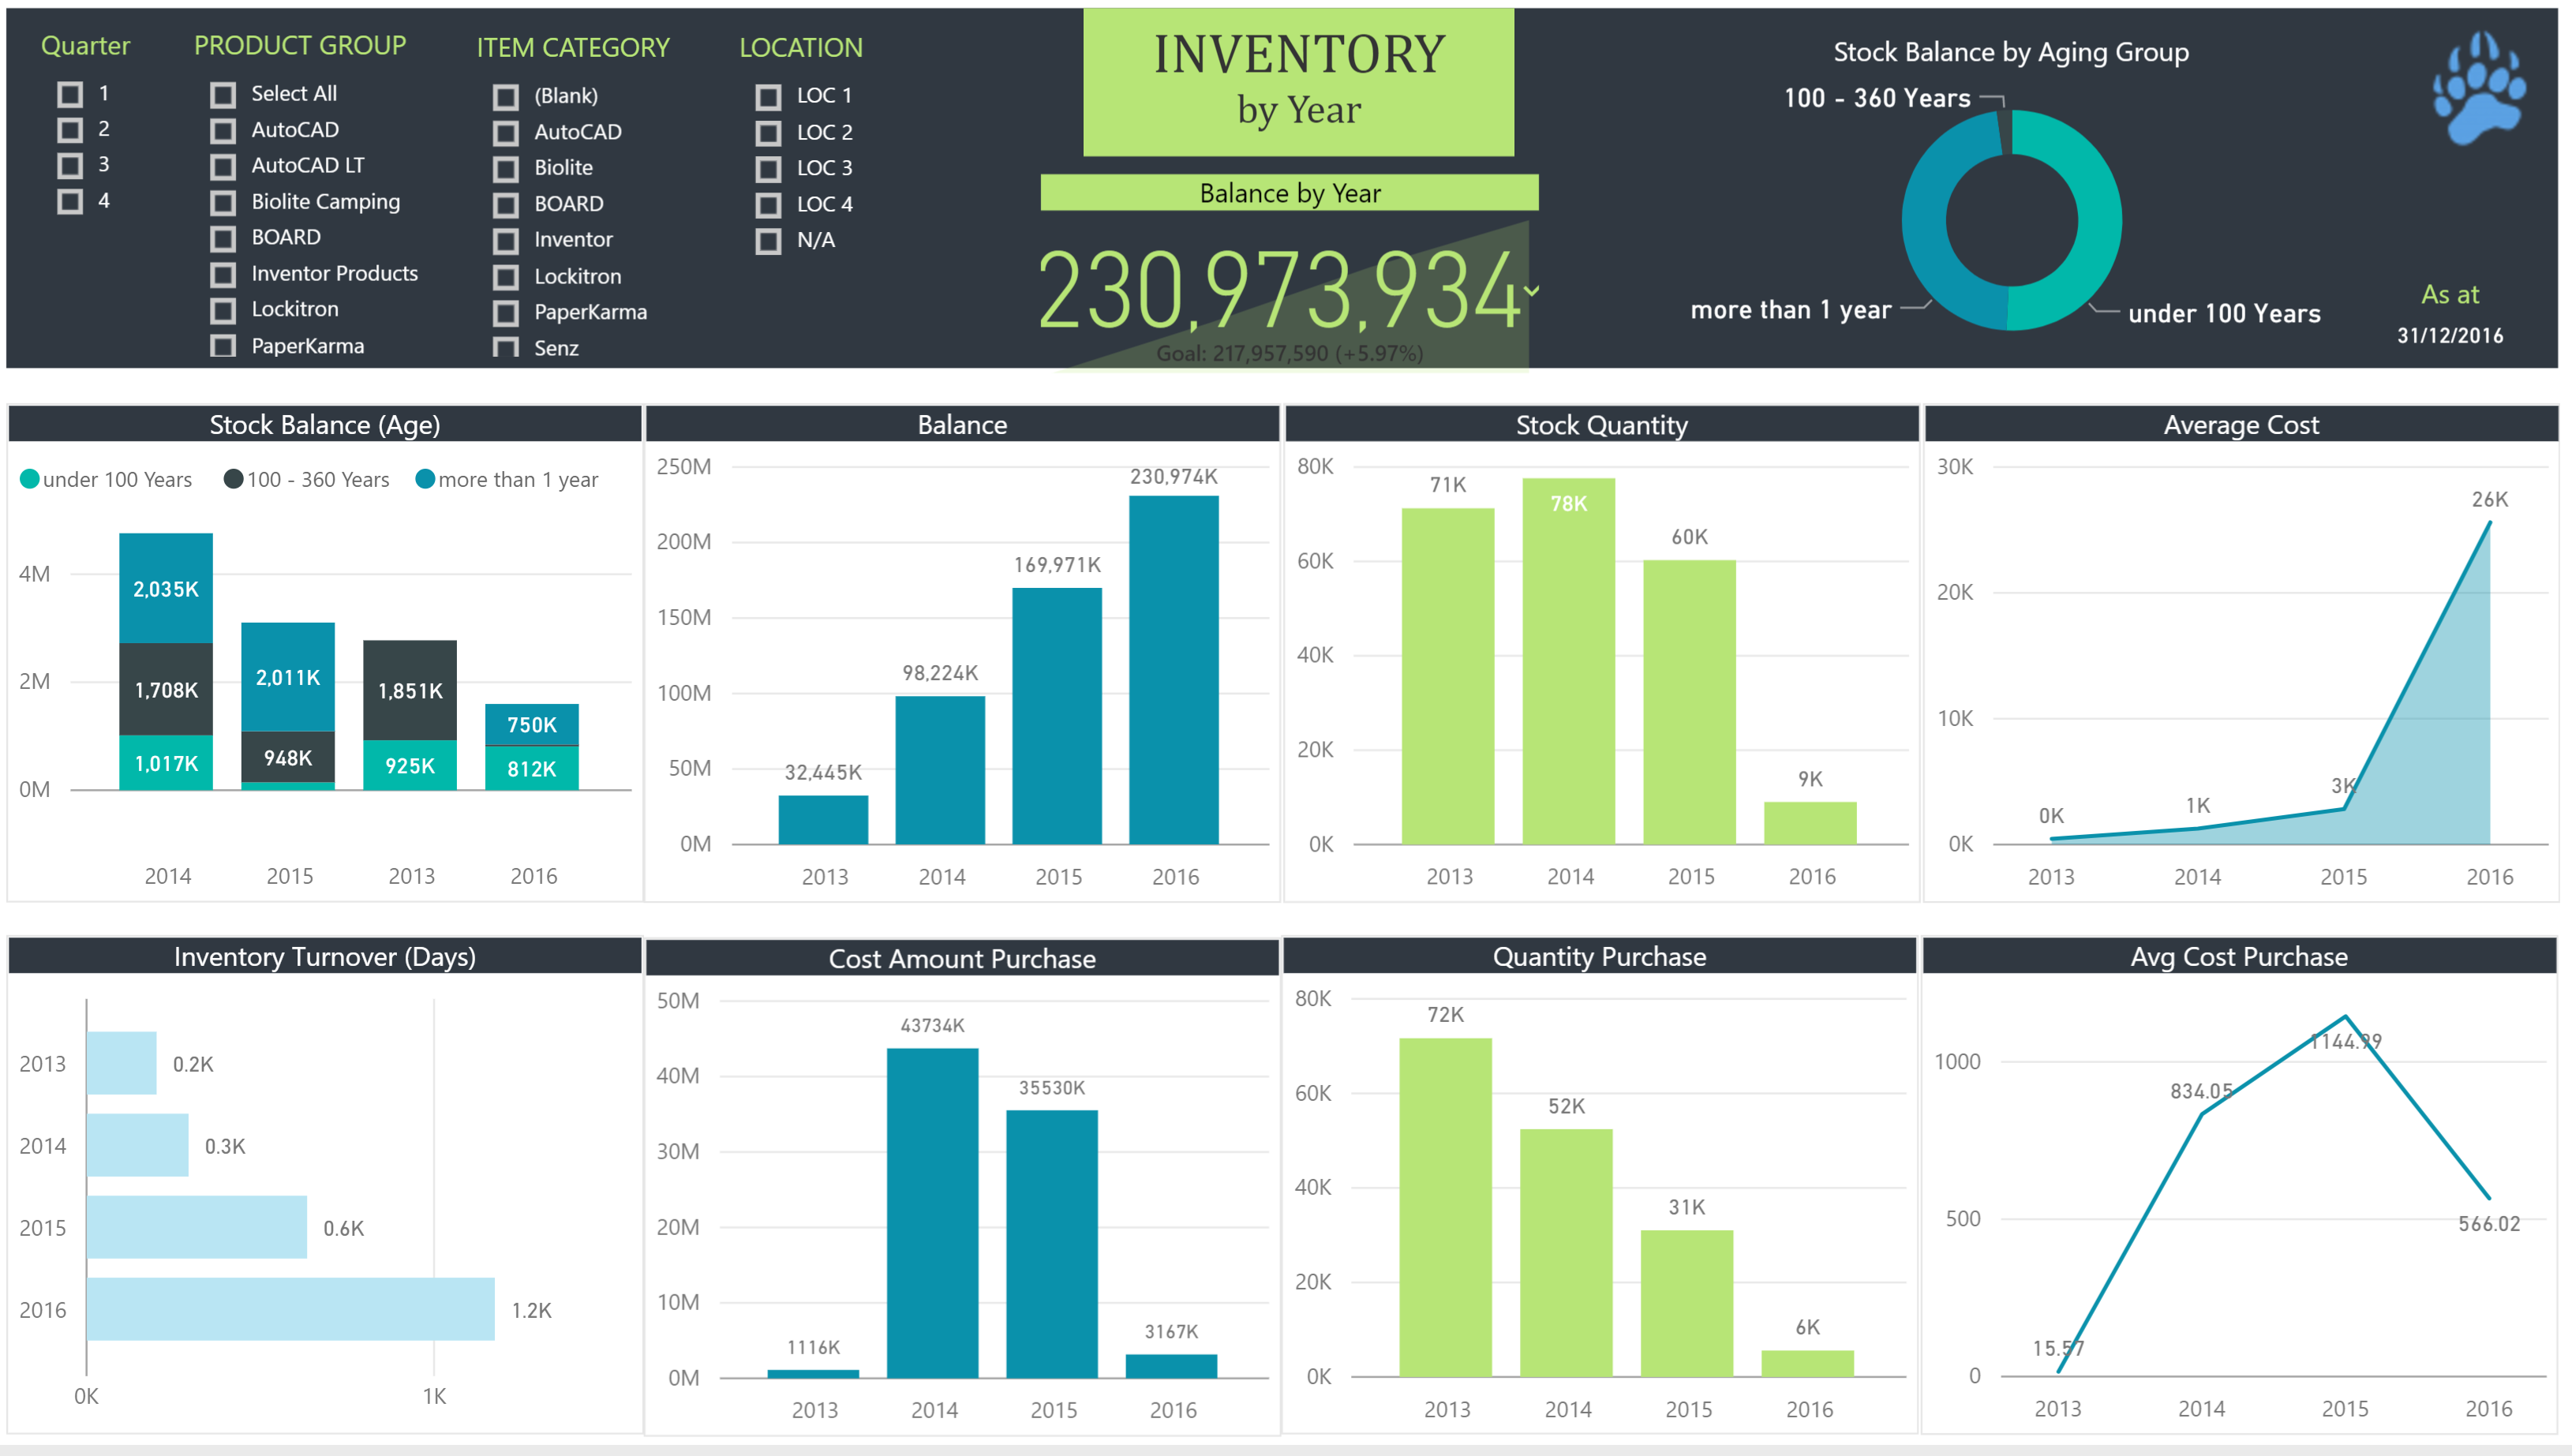 Quarter
1
2
3
4
PRODUCT GROUP
Select All
AutoCAD
AutoCAD LT
Biolite Camping
BOARD
Inventor Products
Lockitron
PaperKarma
ITEM CATEGORY
(Blank)
AutoCAD
Biolite
BOARD
Inventor
Lockitron
PaperKarma
Senz
LOCATION
LOC 1
LOC 2
LOC 3
LOC 4
N/A
INVENTORY
by Year
Balance by Year
230,973,934
Goal: 217,957,590 (+5.97%)
Stock Balance by Aging Group
100 - 360 Years
more than 1 year
under 100 Years
As at
31/12/2016
Stock Balance (Age)
under 100 Years 100 - 360 Years more than 1 year
4M
2M
0M
2,035K
1,708K
1,017K
2,011K
948K
1,851K
925K
750K
812K
2014 2015 2013 2016
Balance
250M
200M
150M
100M
50M
0M
32,445K
98,224K
169,971K
230,974K
2013 2014 2015 2016
Stock Quantity
80K
60K
40K
20K
0K
71K
78K
60K
9K
2013 2014 2015 2016
Average Cost
30K
20K
10K
0K
0K
1K
3K
26K
2013 2014 2015 2016
Inventory Turnover (Days)
2013 0.2K
2014 0.3K
2015 0.6K
2016 1.2K
0K 1K
Cost Amount Purchase
50M
40M
30M
20M
10M
0M
1116K
43734K
35530K
3167K
2013 2014 2015 2016
Quantity Purchase
80K
60K
40K
20K
0K
72K
52K
31K
6K
2013 2014 2015 2016
Avg Cost Purchase
1000
500
0
15.57
834.05
1144.99
566.02
2013 2014 2015 2016